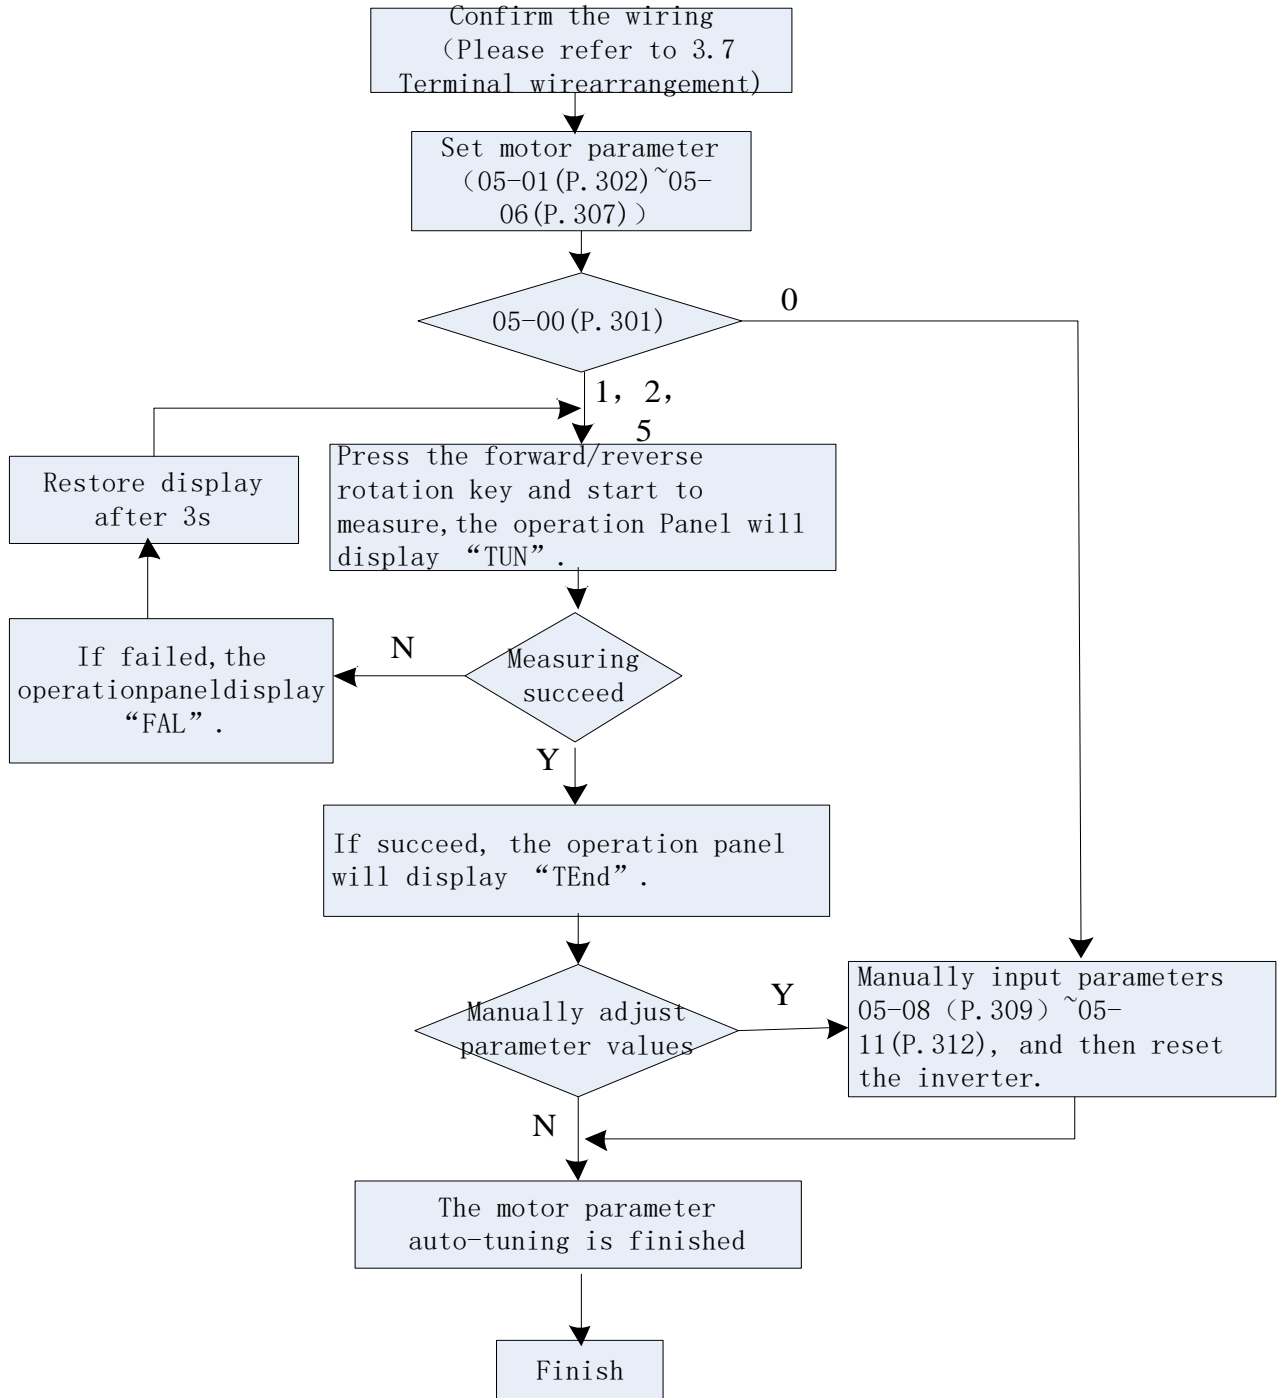 Confirm the wiring
（Please refer to 3.7
Terminal wirearrangement)
Set motor parameter
（05-01(P.302)~05-
06(P.307)）
05-00(P.301)
0
1, 2,
5
Press the forward/reverse
rotation key and start to
measure,the operation Panel will
display “TUN”.
Restore display
after 3s
Measuring
succeed
N
If failed,the
operationpaneldisplay
“FAL”.
Y
If succeed, the operation panel
will display “TEnd”.
Manually adjust
parameter values
Y
Manually input parameters
05-08（P.309）~05-
11(P.312), and then reset
the inverter.
N
The motor parameter
auto-tuning is finished
Finish